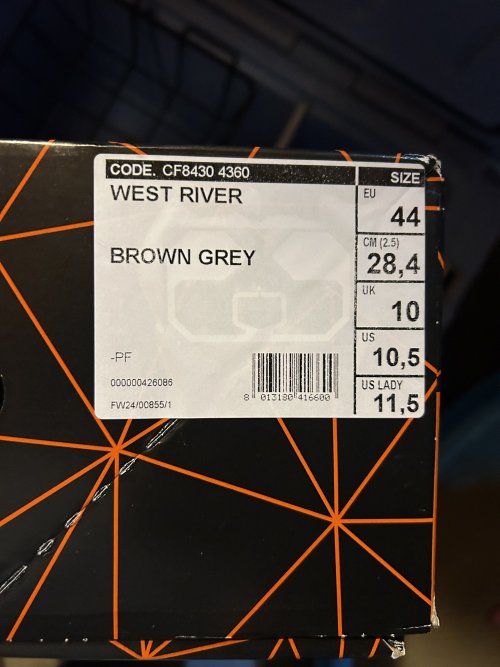 CODE. CF8430 4360
SIZE
WEST RIVER
EU
44
BROWN GREY
CM (2.5)
28,4
UK
10
US
10,5
US LADY
11,5
-PF
000000426086
FW24/00855/1
8 013180 416600